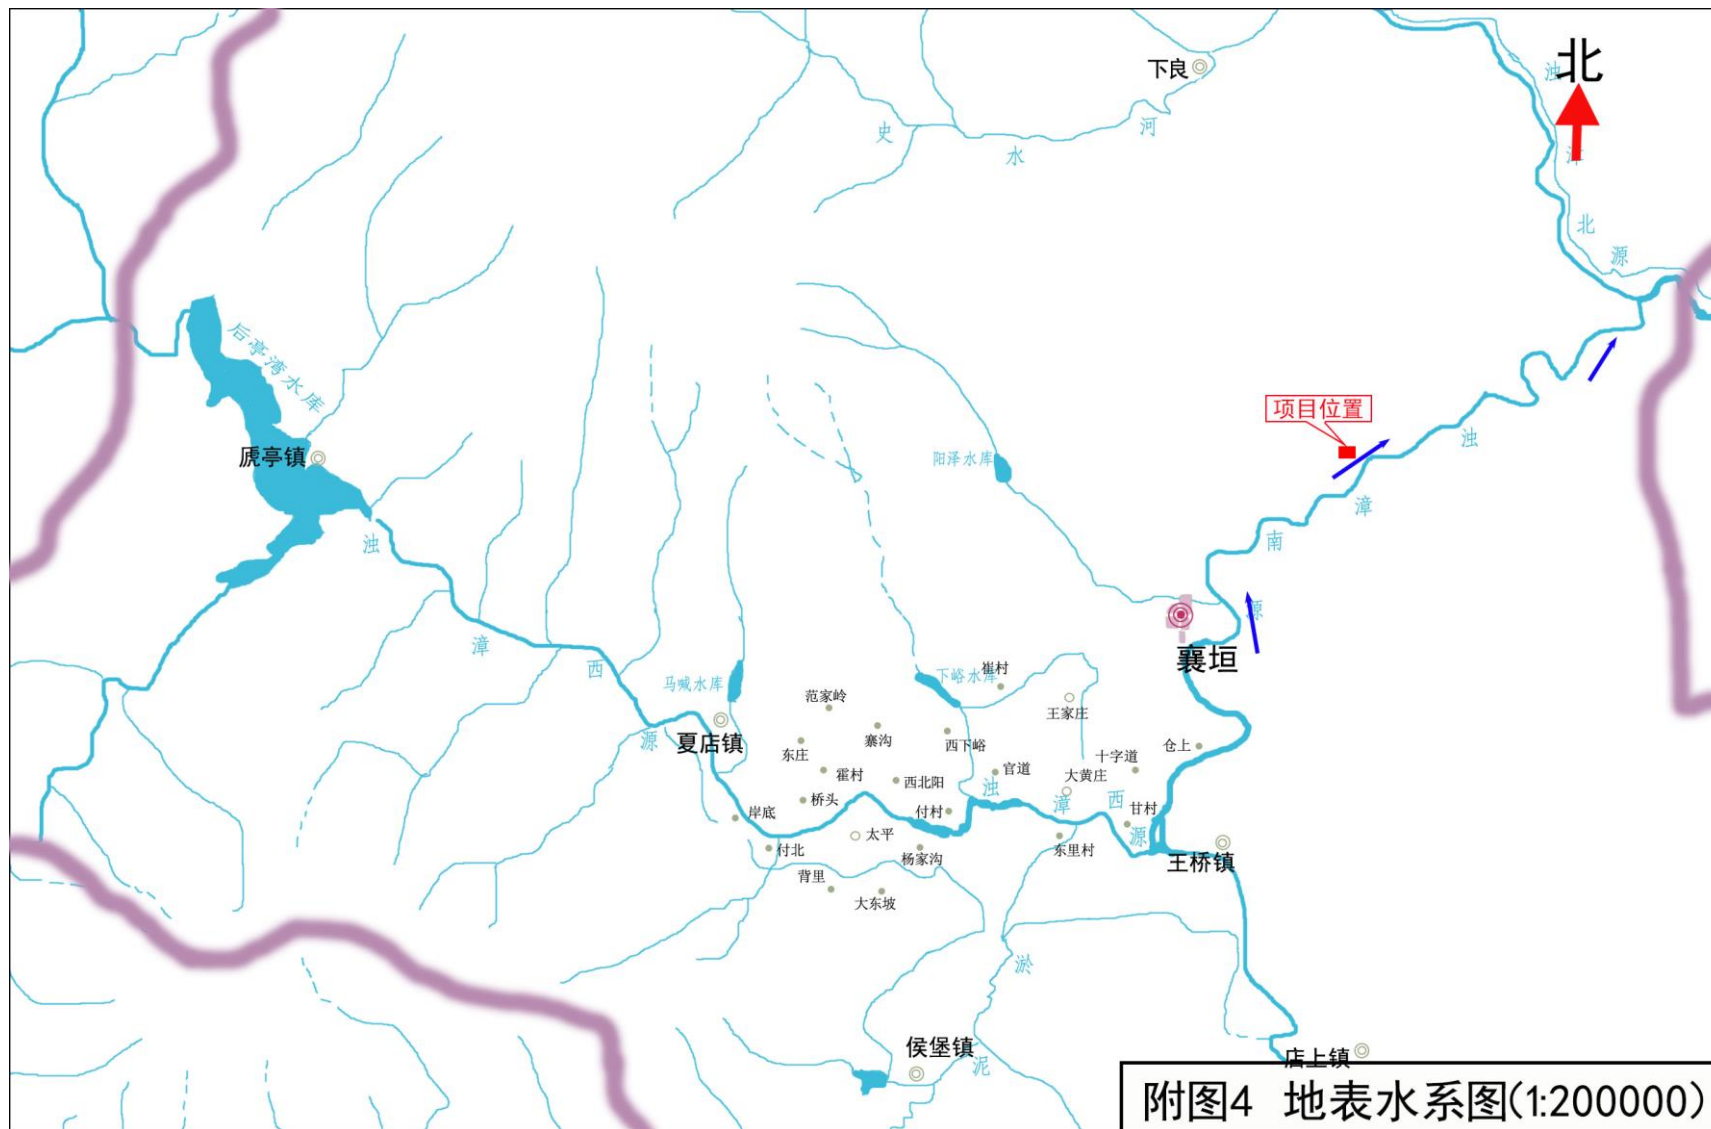 下良
北
浊
漳
北
源
史
水
河
后亭湾水库
虒亭镇
项目位置
浊
漳
南
源
阳泽水库
浊
漳
西
源
襄垣
马喊水库
下峪水库
崔村
范家岭
王家庄
夏店镇
寨沟
西下峪
仓上
东庄
霍村
西北阳
官道
十字道
大黄庄
桥头
岸底
付村
浊
漳
西
源
甘村
太平
付北
杨家沟
东里村
王桥镇
背里
大东坡
淤
泥
侯堡镇
店上镇
附图4 地表水系图(1:200000)